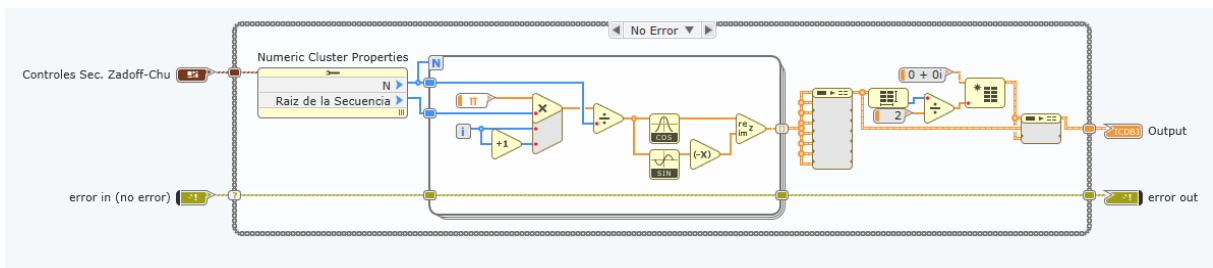 No Error
Numeric Cluster Properties
N
Controles Sec. Zadoff-Chu
N
Raiz de la Secuencia
π
i
+1
×
÷
COS
SIN
(-X)
re
im
z
0 + 0i
2
÷
*
[CDB]
Output
error in (no error)
?
error out